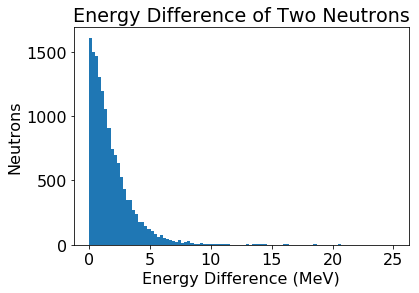 Energy Difference of Two Neutrons
1500
1000
500
0
Neutrons
0 5 10 15 20 25
Energy Difference (MeV)